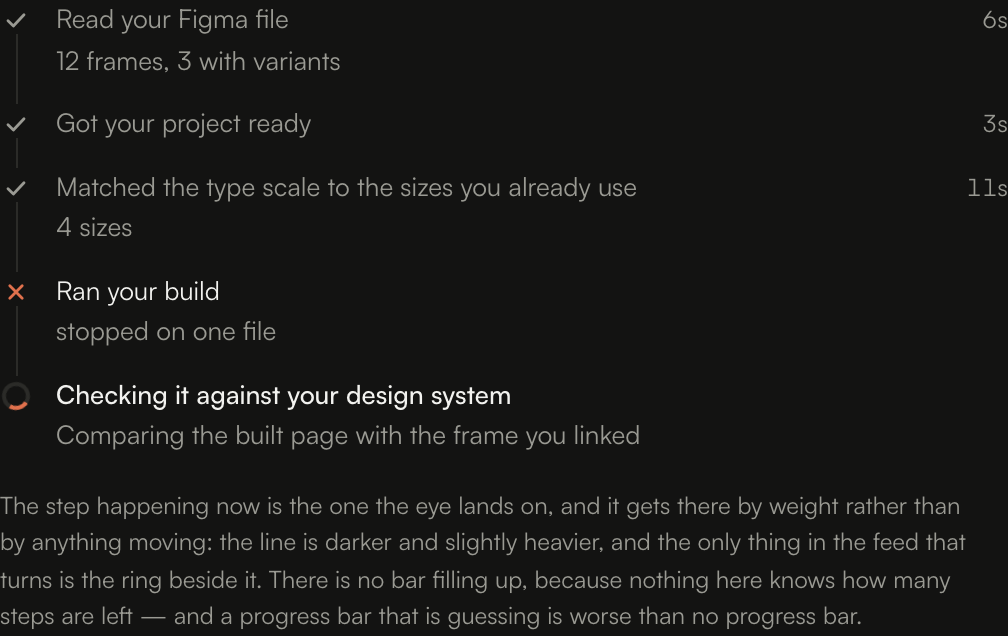 Read your Figma file 6s
12 frames, 3 with variants
Got your project ready 3s
Matched the type scale to the sizes you already use 11s
4 sizes
Ran your build
stopped on one file
Checking it against your design system
Comparing the built page with the frame you linked
The step happening now is the one the eye lands on, and it gets there by weight rather than
by anything moving: the line is darker and slightly heavier, and the only thing in the feed that
turns is the ring beside it. There is no bar filling up, because nothing here knows how many
steps are left — and a progress bar that is guessing is worse than no progress bar.